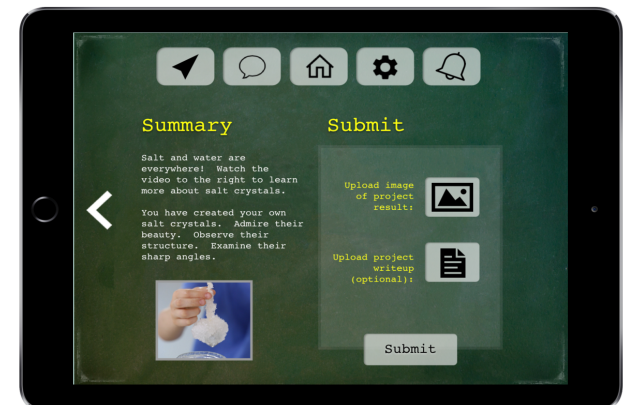 Summary
Salt and water are
everywhere!  Watch the
video to the right to learn
more about salt crystals.
You have created your own
salt crystals.  Admire their
beauty.  Observe their
structure.  Examine their
sharp angles.
Submit
Upload image
of project
result:
Upload project
writeup
(optional):
Submit